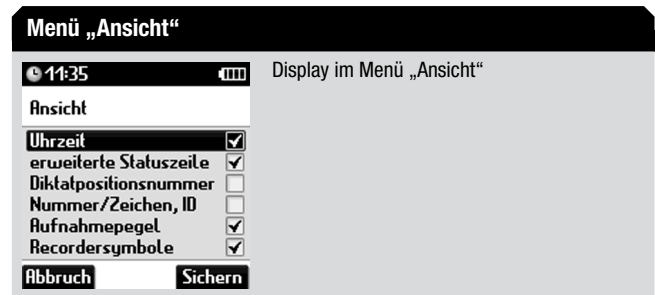 Menü „Ansicht“
11:35
Display im Menü „Ansicht“
Ansicht
Uhrzeit
erweiterte Statuszeile
Diktatpositionsnummer
Nummer/Zeichen, ID
Aufnahmepegel
Recordersymbole
Abbruch Sichern